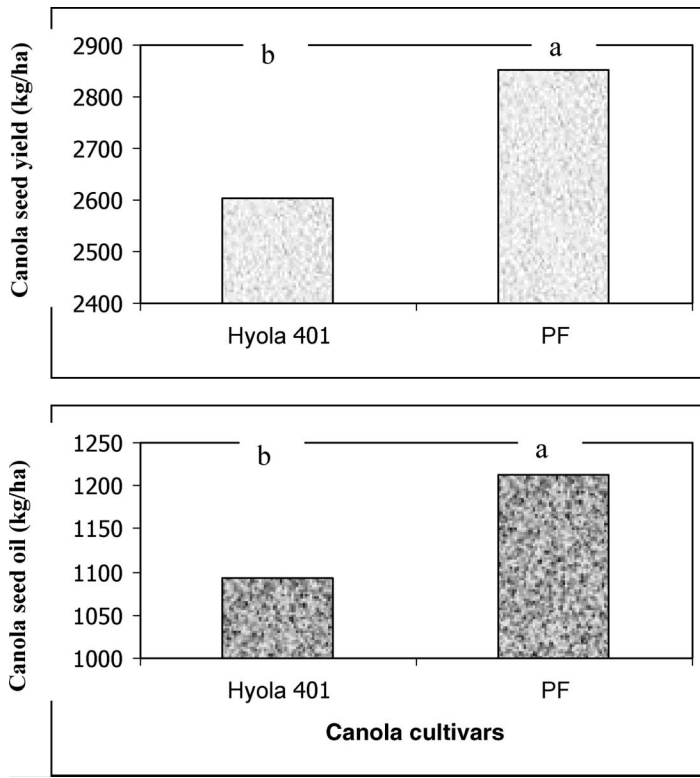 Canola seed yield (kg/ha)
2900
2800
2700
2600
2500
2400
b
a
Hyola 401
PF
Canola seed oil (kg/ha)
1250
1200
1150
1100
1050
1000
b
a
Hyola 401
PF
Canola cultivars